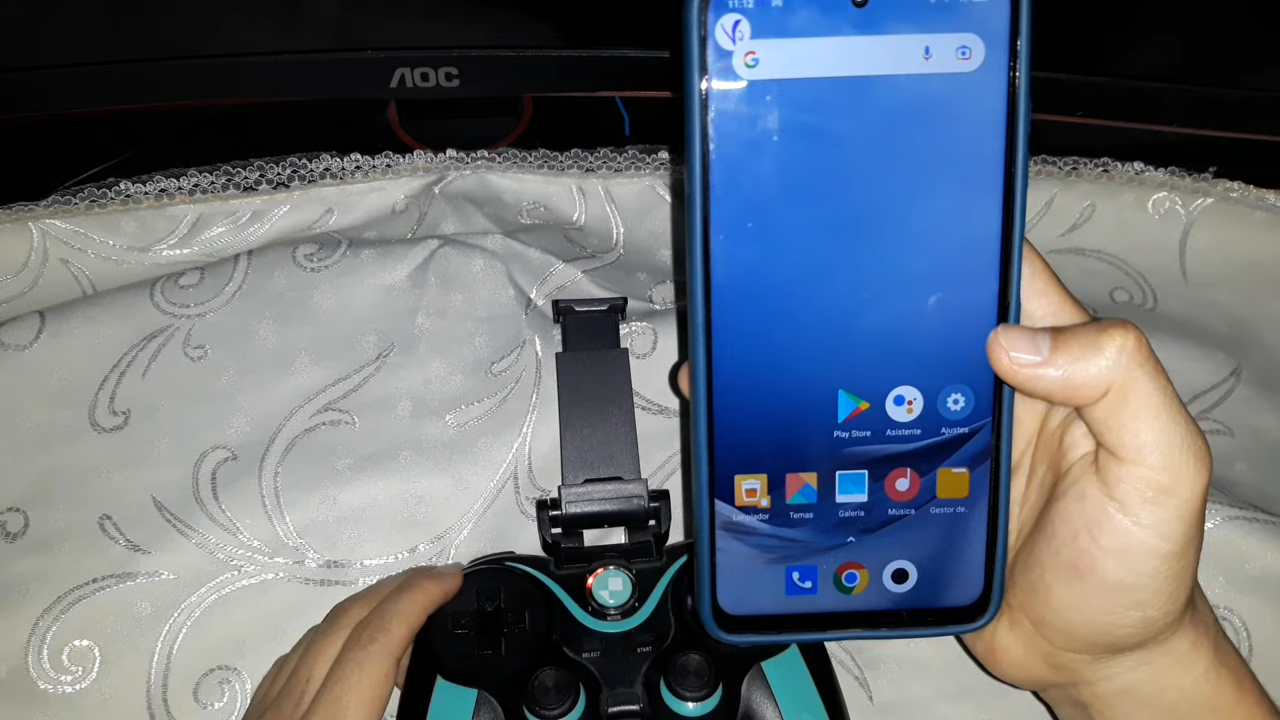 11:12
AOC
G
Play Store
Asistente
Ajustes
Limpiador
Temas
Galería
Música
Gestor de..
MODE
SELECT
START